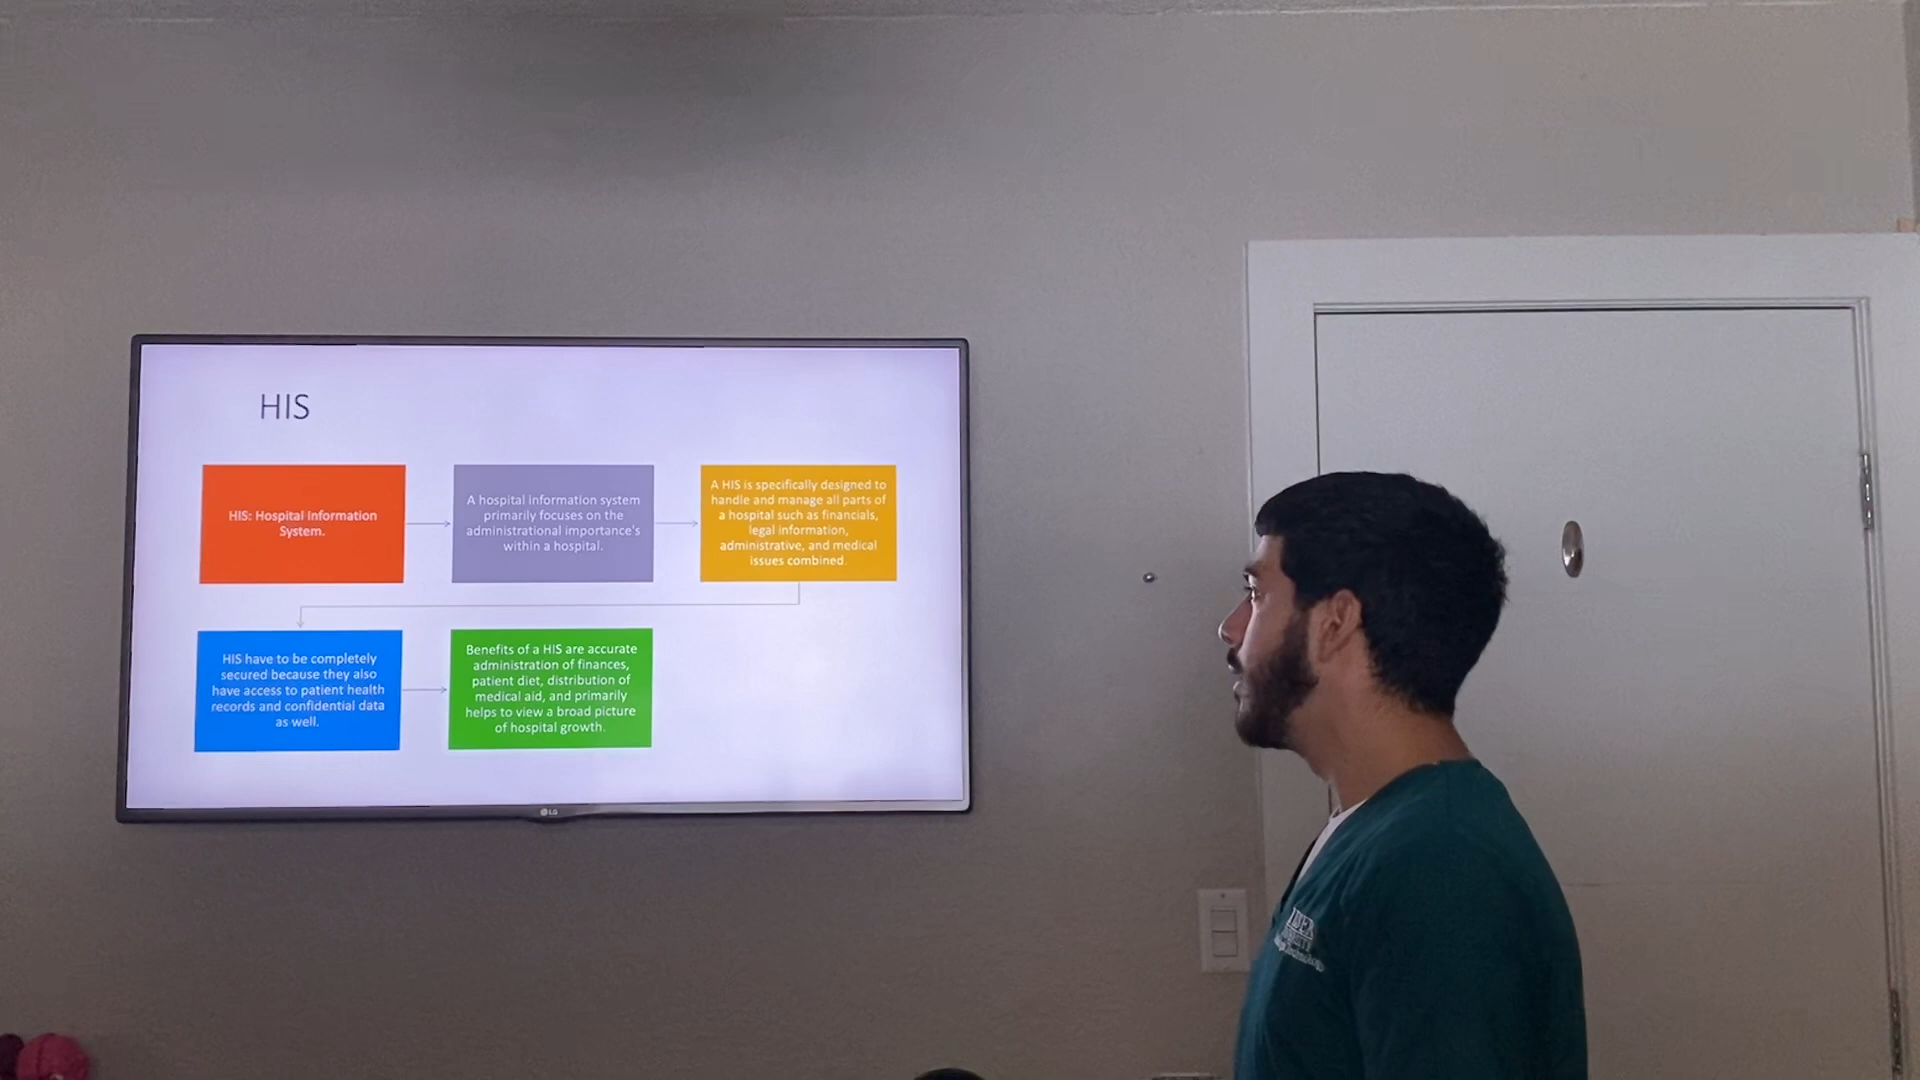 HIS
HIS: Hospital Information
System.
A hospital information system
primarily focuses on the
administrational importance's
within a hospital.
A HIS is specifically designed to
handle and manage all parts of
a hospital such as financials,
legal information,
administrative, and medical
issues combined.
HIS have to be completely
secured because they also
have access to patient health
records and confidential data
as well.
Benefits of a HIS are accurate
administration of finances,
patient diet, distribution of
medical aid, and primarily
helps to view a broad picture
of hospital growth.
LG